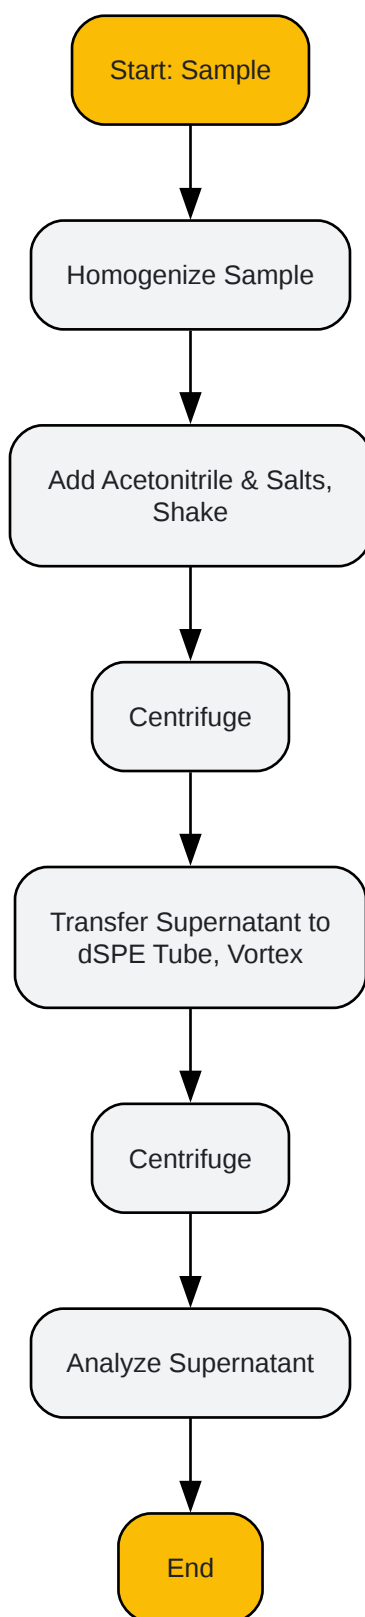 Start: Sample
Homogenize Sample
Add Acetonitrile & Salts,
Shake
Centrifuge
Transfer Supernatant to
dSPE Tube, Vortex
Centrifuge
Analyze Supernatant
End